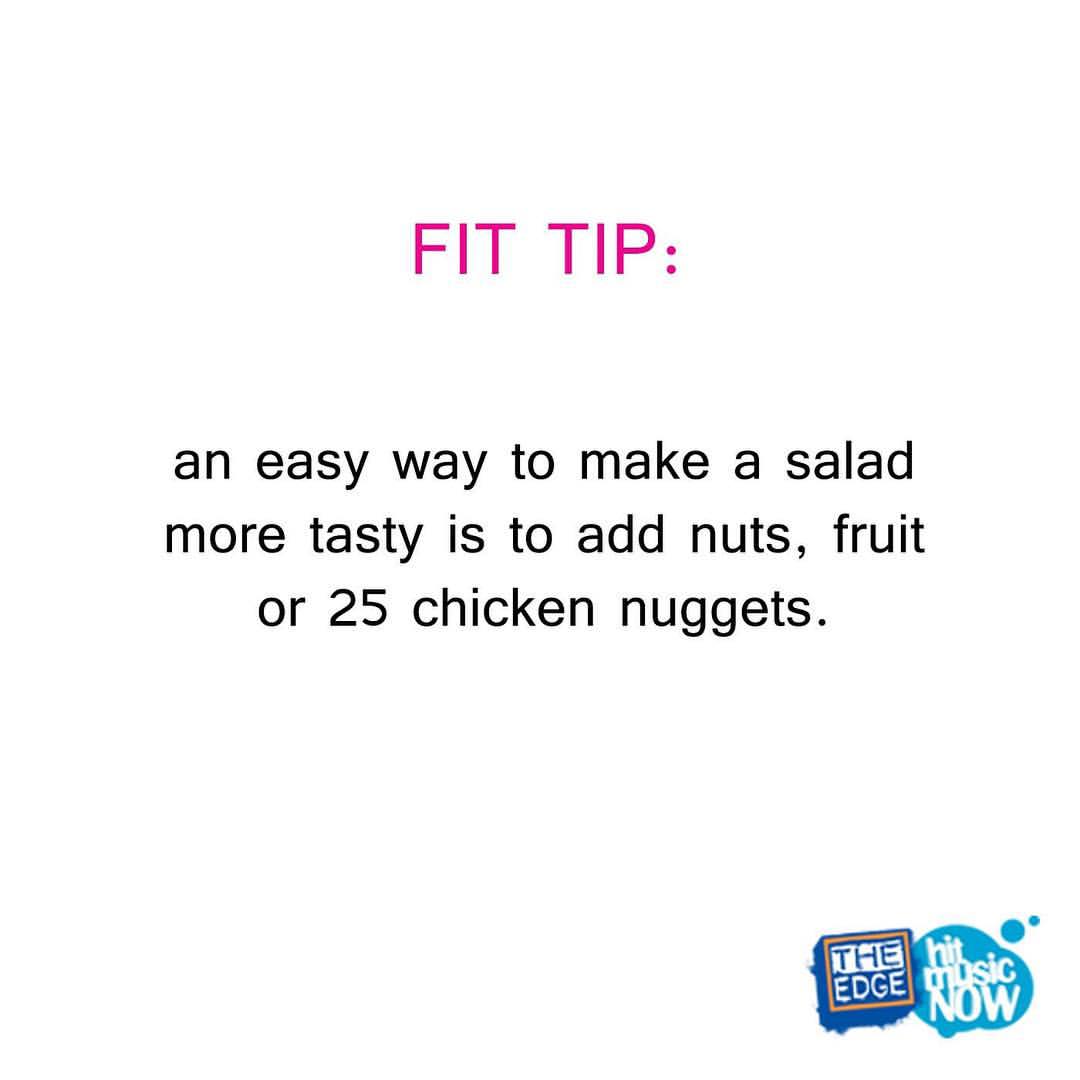 FIT TIP:
an easy way to make a salad
more tasty is to add nuts, fruit
or 25 chicken nuggets.
THE
EDGE
hit
music
NOW